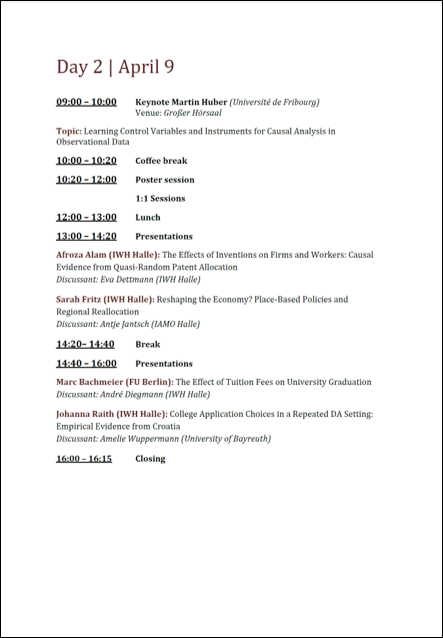 Day 2 | April 9
09:00 – 10:00 Keynote Martin Huber (Université de Fribourg)
Venue: Großer Hörsaal
Topic: Learning Control Variables and Instruments for Causal Analysis in
Observational Data
10:00 – 10:20 Coffee break
10:20 – 12:00 Poster session
1:1 Sessions
12:00 – 13:00 Lunch
13:00 – 14:20 Presentations
Afroza Alam (IWH Halle): The Effects of Inventions on Firms and Workers: Causal
Evidence from Quasi-Random Patent Allocation
Discussant: Eva Dettmann (IWH Halle)
Sarah Fritz (IWH Halle): Reshaping the Economy? Place-Based Policies and
Regional Reallocation
Discussant: Antje Jantsch (IAMO Halle)
14:20– 14:40 Break
14:40 – 16:00 Presentations
Marc Bachmeier (FU Berlin): The Effect of Tuition Fees on University Graduation
Discussant: André Diegmann (IWH Halle)
Johanna Raith (IWH Halle): College Application Choices in a Repeated DA Setting:
Empirical Evidence from Croatia
Discussant: Amelie Wuppermann (University of Bayreuth)
16:00 – 16:15 Closing